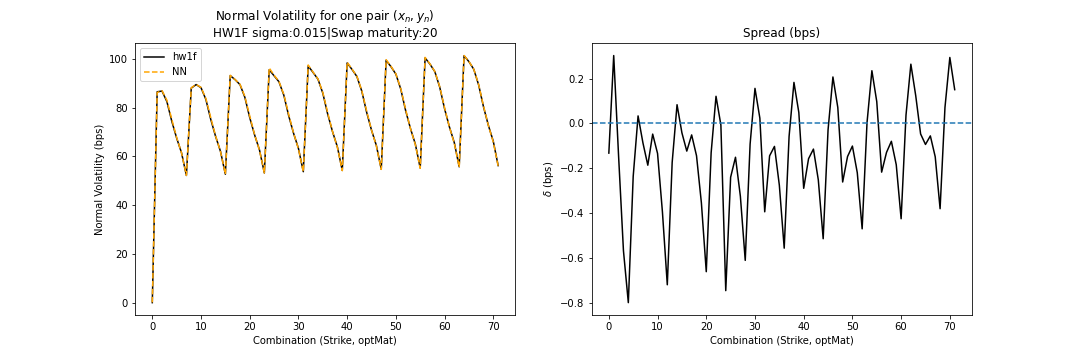 Normal Volatility for one pair (xₙ, yₙ)
HW1F sigma:0.015|Swap maturity:20
hw1f
NN
Normal Volatility (bps)
100
80
60
40
20
0
0 10 20 30 40 50 60 70
Combination (Strike, optMat)
Spread (bps)
δ (bps)
0.2
0.0
−0.2
−0.4
−0.6
−0.8
0 10 20 30 40 50 60 70
Combination (Strike, optMat)